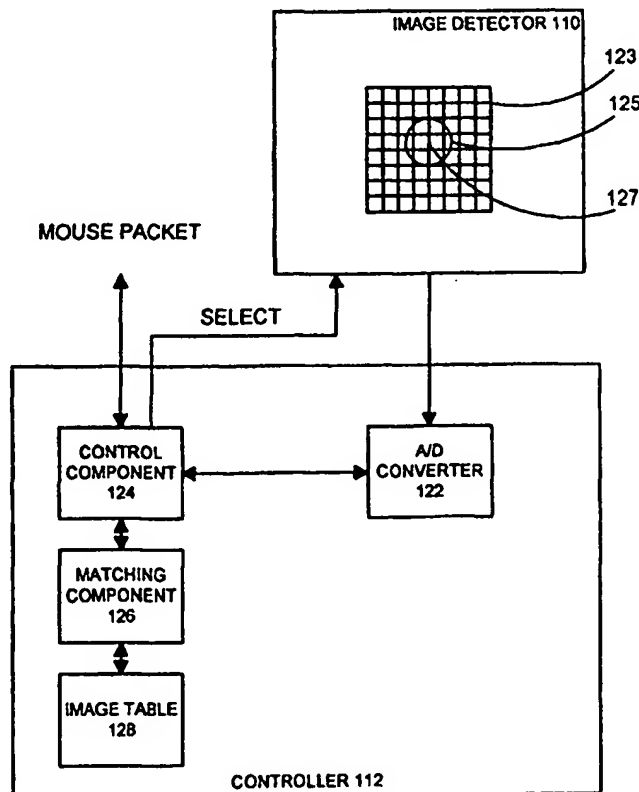 IMAGE DETECTOR 110
123
125
127
MOUSE PACKET
SELECT
CONTROL
COMPONENT
124
A/D
CONVERTER
122
MATCHING
COMPONENT
126
IMAGE TABLE
128
CONTROLLER 112